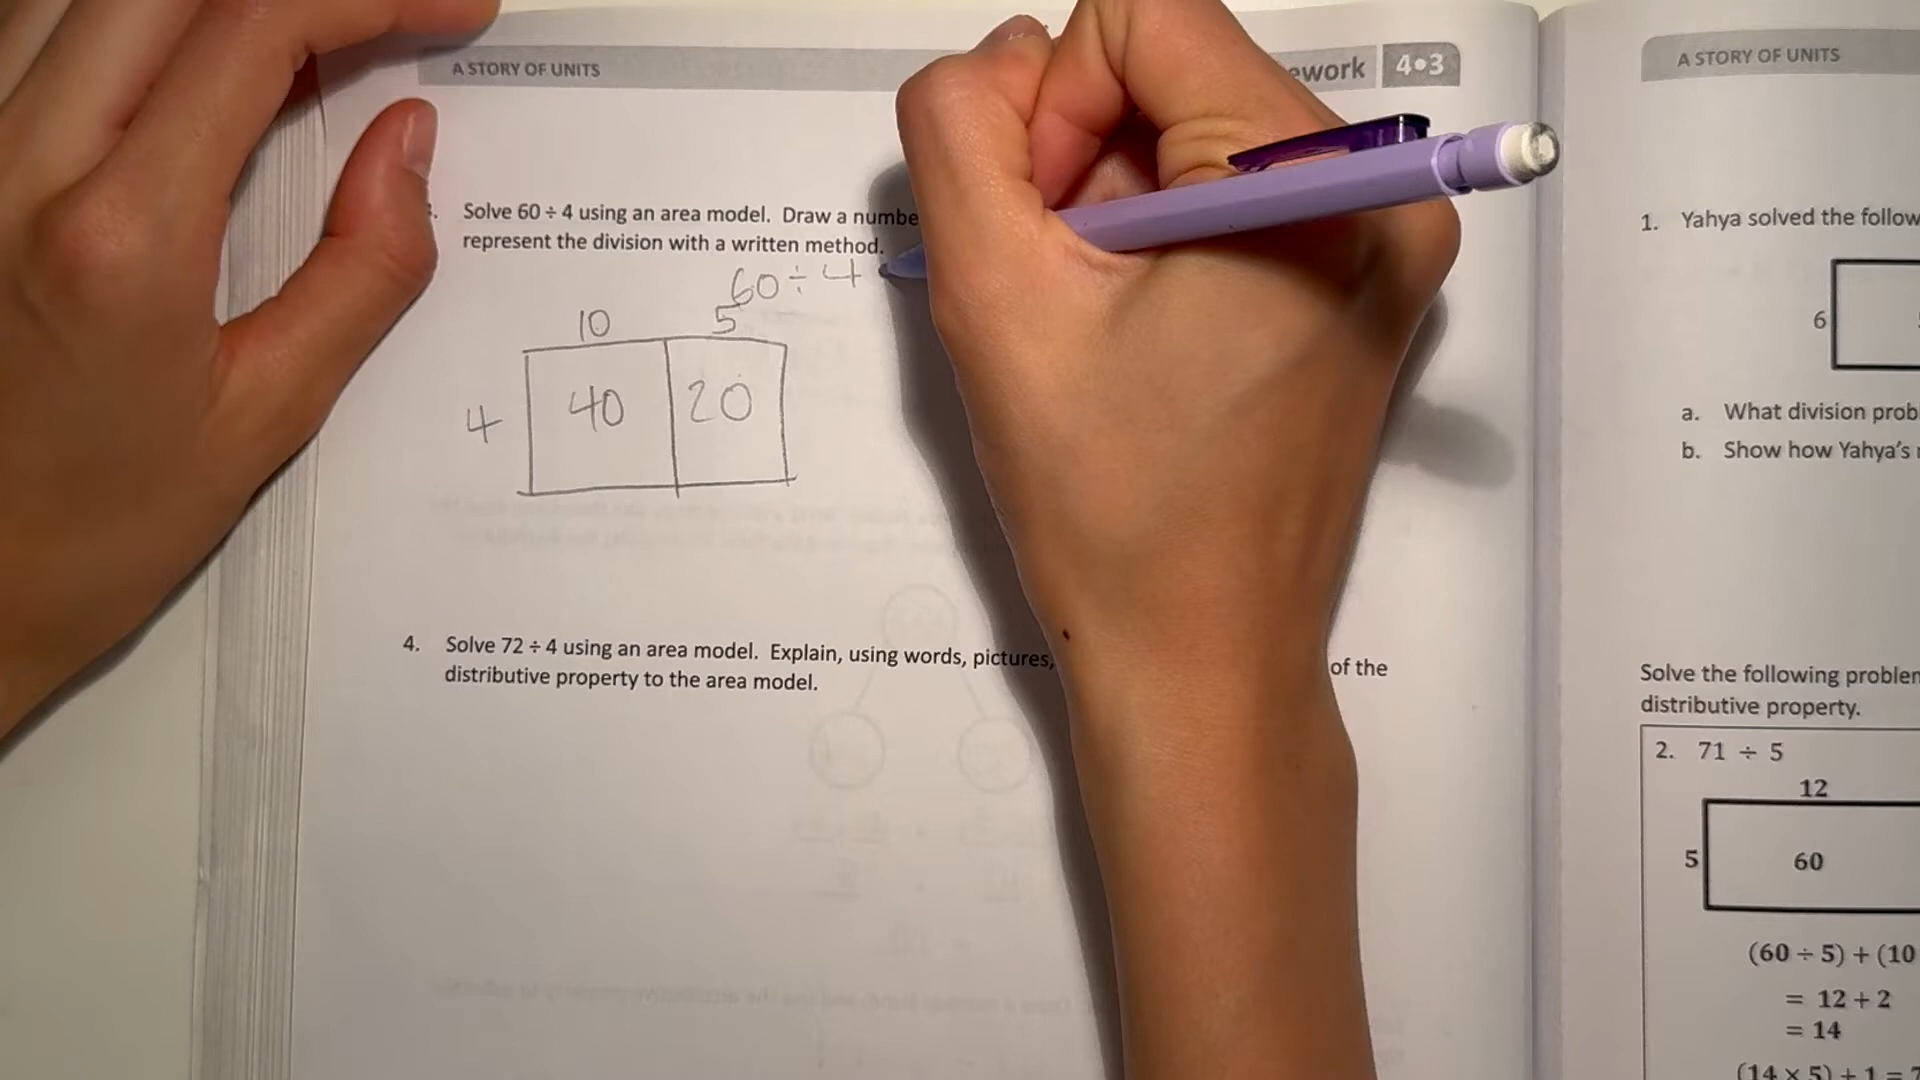 A STORY OF UNITS
ework 4•3
Solve 60 ÷ 4 using an area model. Draw a numbe
represent the division with a written method.
60 ÷ 4
10 5
4 40 20
4. Solve 72 ÷ 4 using an area model. Explain, using words, pictures,
of the
distributive property to the area model.
A STORY OF UNITS
1. Yahya solved the follow
6
a. What division prob
b. Show how Yahya's
Solve the following problem
distributive property.
2. 71 ÷ 5
12
5 60
(60 ÷ 5) + (10
= 12 + 2
= 14
(14 × 5) + 1 = 7